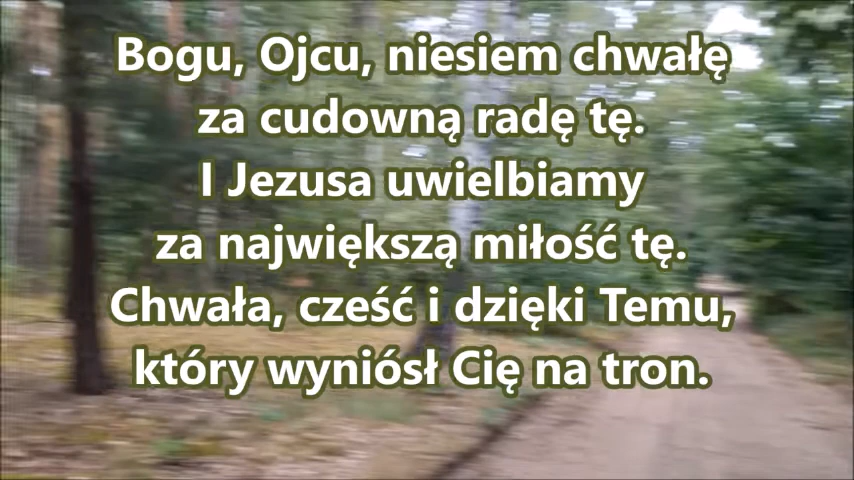 Bogu, Ojcu, niesiem chwałę
za cudowną radę tę.
I Jezusa uwielbiamy
za największą miłość tę.
Chwała, cześć i dzięki Temu,
który wyniósł Cię na tron.